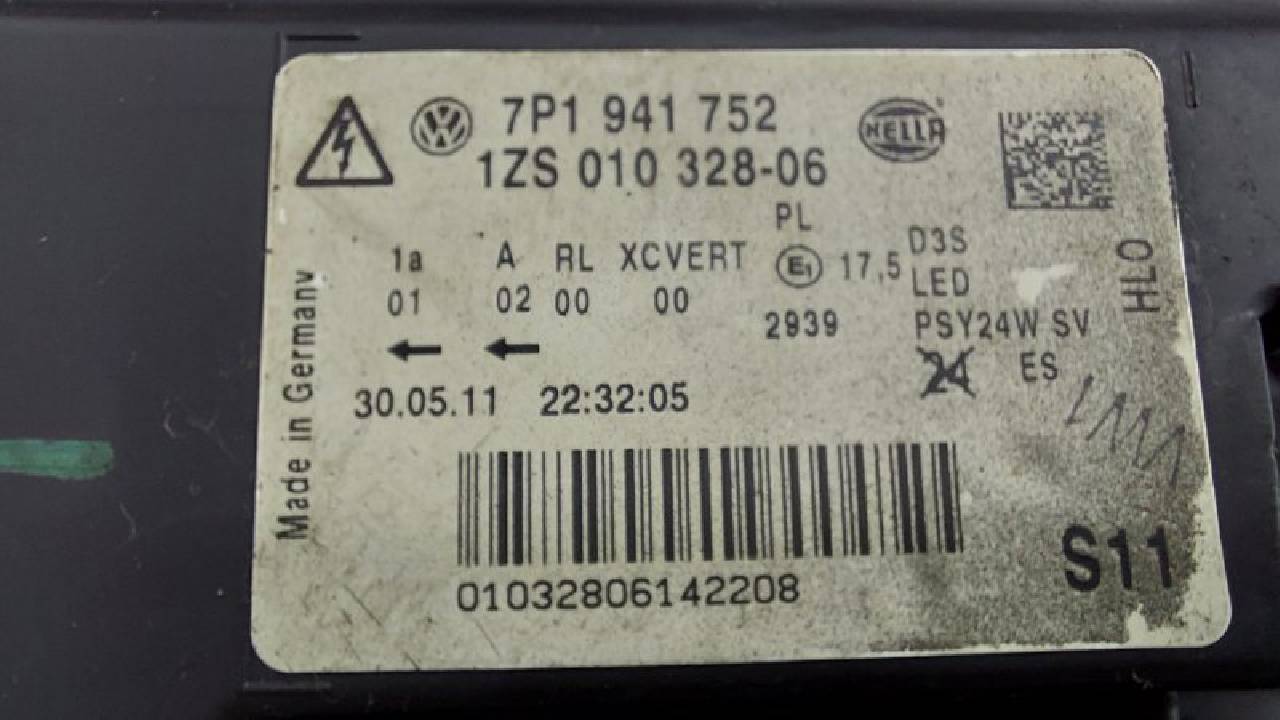 7P1 941 752
HELLA
1ZS 010 328-06
PL
1a A RL XCVERT E1 17,5 D3S
LED
01 02 00 00
2939 PSY24W SV
24 ES
30.05.11 22:32:05
HLO
Made in Germany
01032806142208
S11